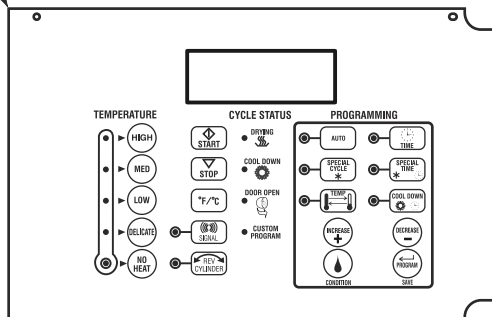 TEMPERATURE
CYCLE STATUS
PROGRAMMING
HIGH
MED
LOW
DELICATE
NO
HEAT
START
STOP
°F/°C
SIGNAL
REV
CYLINDER
DRYING
COOL DOWN
DOOR OPEN
CUSTOM
PROGRAM
AUTO
TIME
SPECIAL
CYCLE
SPECIAL
TIME
TEMP
COOL DOWN
INCREASE
DECREASE
CONDITION
PROGRAM
SAVE